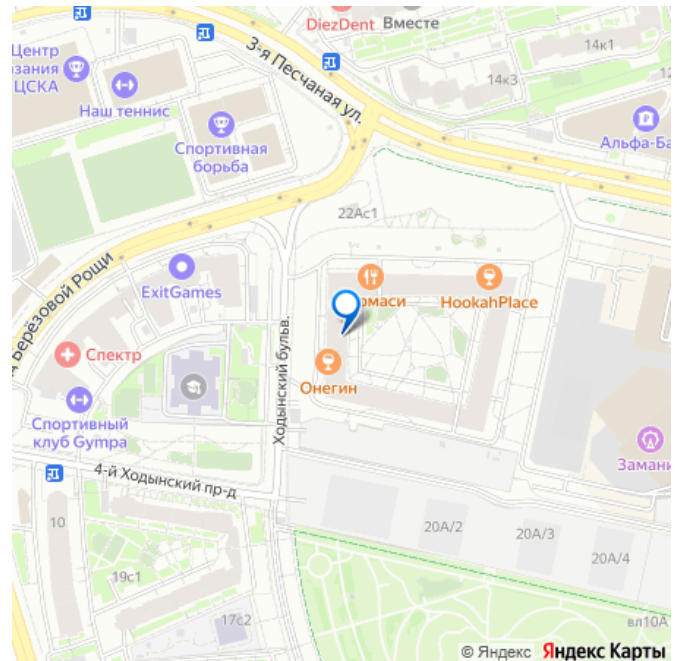 DiezDent
Вместе
14к1
Центр
ЦСКА
Наш теннис
3-я Песчаная ул.
14к3
Спортивная
борьба
Альфа-Ба
22Ас1
Берёзовой Рощи
ExitGames
HookahPlace
Спектр
Онегин
Ходынский бульв.
Спортивный
клуб Gympa
4-й Ходынский пр-д
Замани
10
20А/2
20А/3
20А/4
19с1
17с2
вл10А
© Яндекс Яндекс Карты